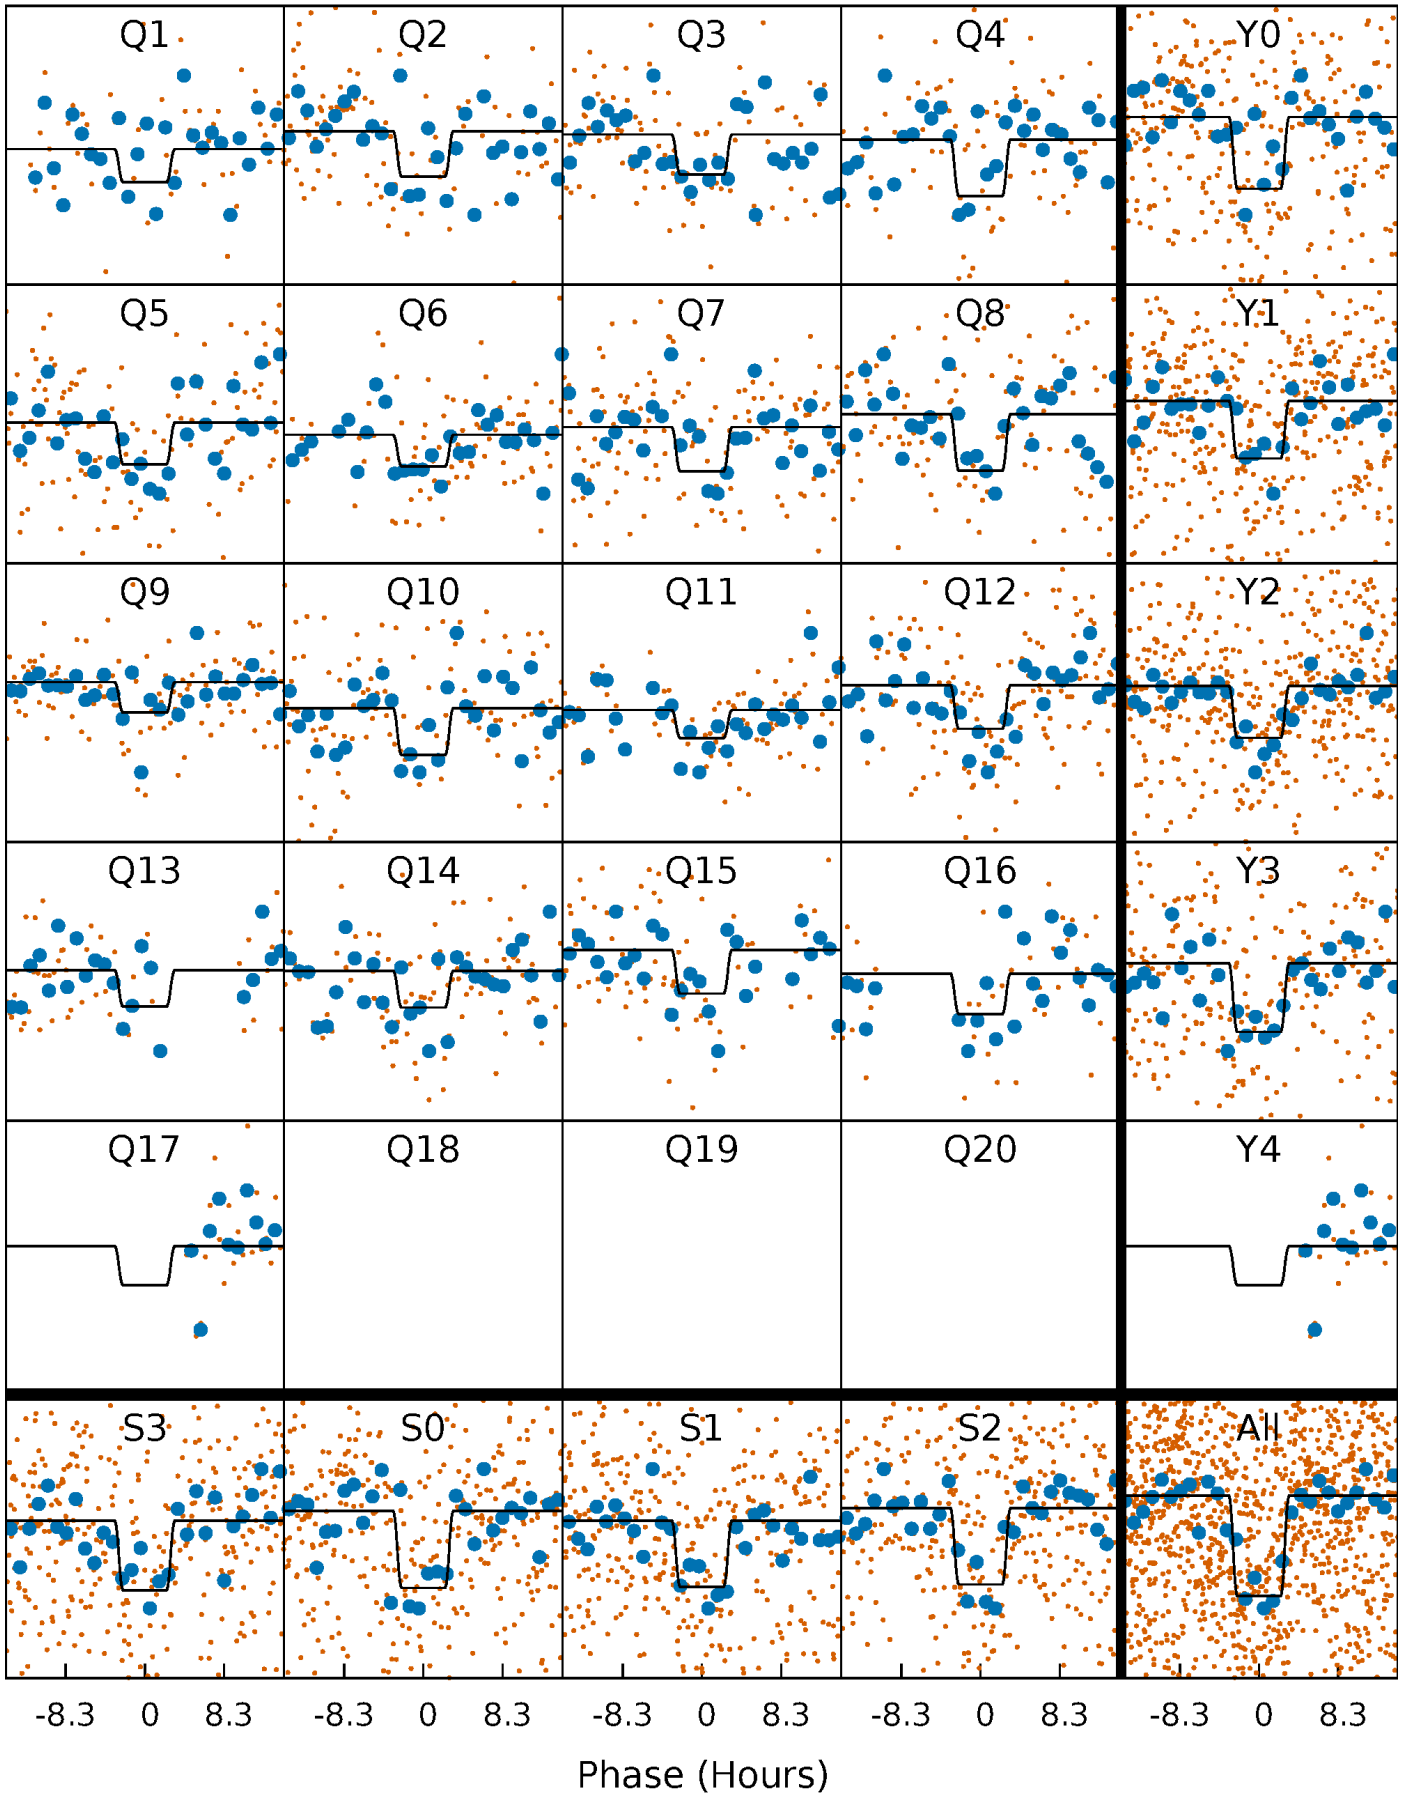 Q1 Q2 Q3 Q4 Y0
Q5 Q6 Q7 Q8 Y1
Q9 Q10 Q11 Q12 Y2
Q13 Q14 Q15 Q16 Y3
Q17 Q18 Q19 Q20 Y4
S3 S0 S1 S2 All
-8.3 0 8.3 -8.3 0 8.3 -8.3 0 8.3 -8.3 0 8.3 -8.3 0 8.3
Phase (Hours)